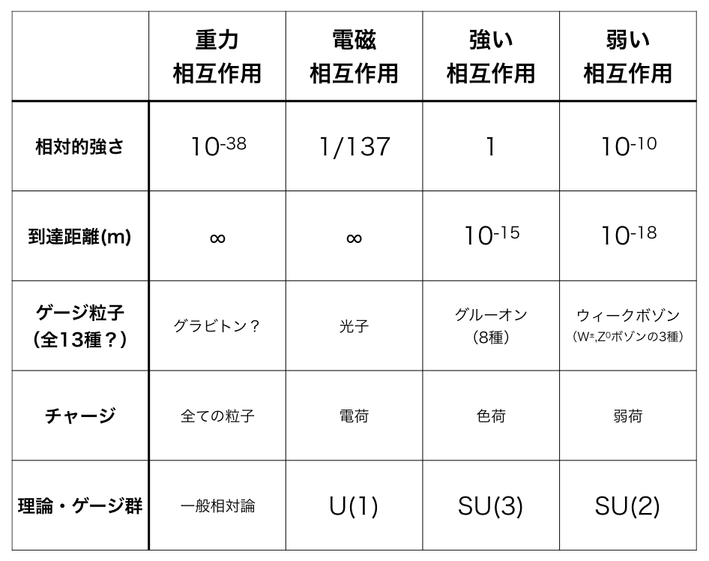 重力
相互作用
電磁
相互作用
強い
相互作用
弱い
相互作用
相対的強さ
10-38
1/137
1
10-10
到達距離(m)
∞
∞
10-15
10-18
ゲージ粒子
（全13種？）
グラビトン？
光子
グルーオン
（8種）
ウィークボゾン
（W±,Z0ボゾンの3種）
チャージ
全ての粒子
電荷
色荷
弱荷
理論・ゲージ群
一般相対論
U(1)
SU(3)
SU(2)